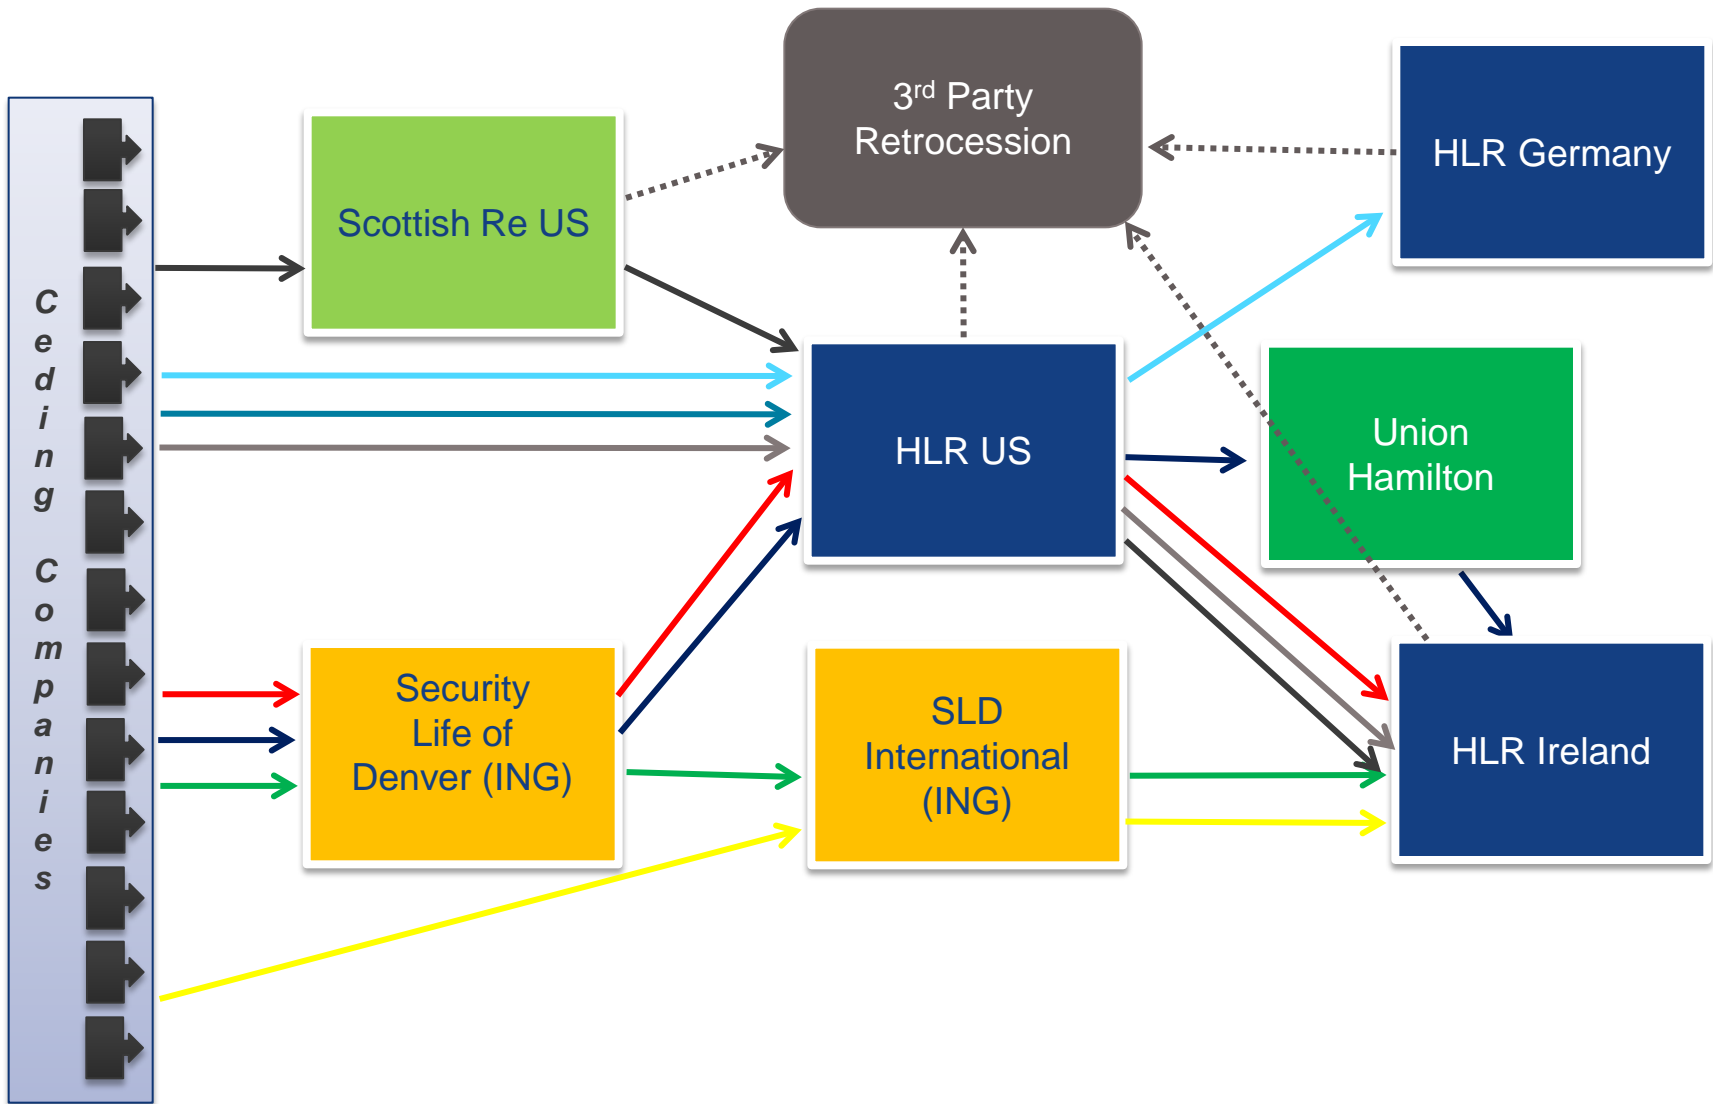 Ceding Companies
Scottish Re US
3rd Party
Retrocession
HLR Germany
HLR US
Union
Hamilton
Security
Life of
Denver (ING)
SLD
International
(ING)
HLR Ireland